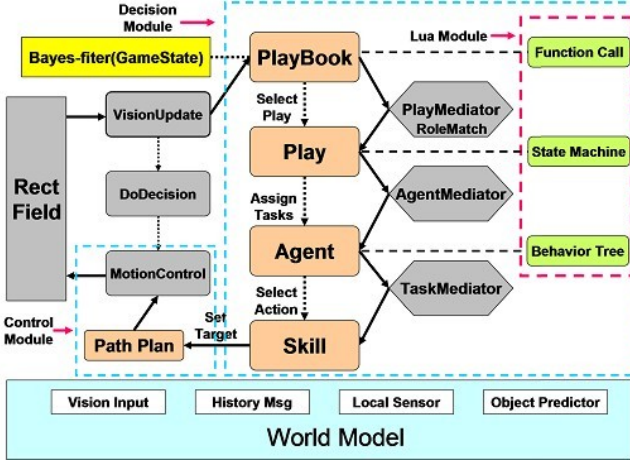 Decision
Module
Lua Module
Bayes-fiter(GameState)
PlayBook
Function Call
Select
Play
PlayMediator
RoleMatch
VisionUpdate
Play
State Machine
Rect
Field
DoDecision
Assign
Tasks
AgentMediator
Agent
Behavior Tree
MotionControl
Select
Action
TaskMediator
Control
Module
Path Plan
Set
Target
Skill
Vision Input
History Msg
Local Sensor
Object Predictor
World Model